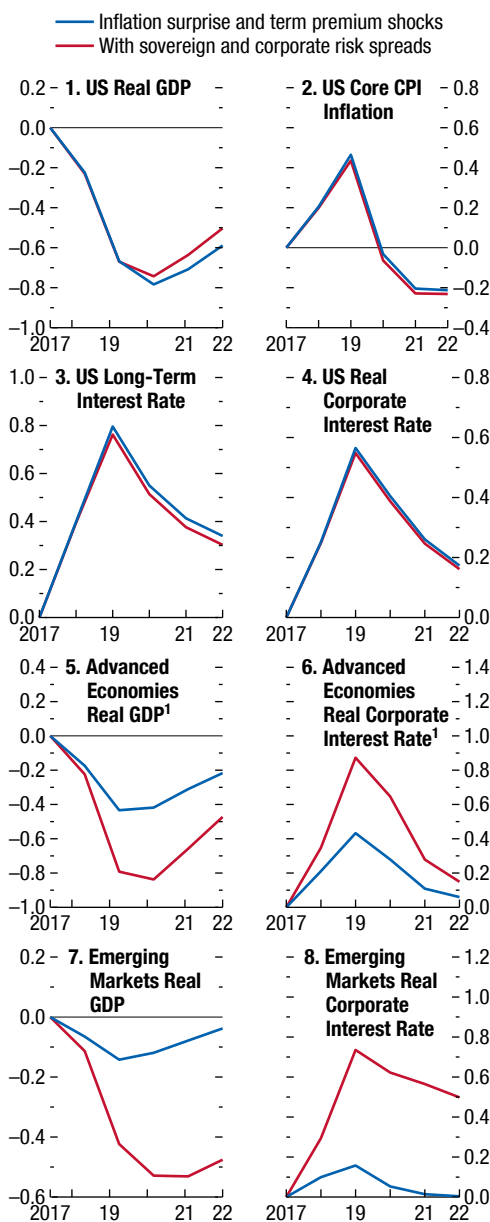 Inflation surprise and term premium shocks
With sovereign and corporate risk spreads
1. US Real GDP
0.2
0.0
–0.2
–0.4
–0.6
–0.8
–1.0
2017 19 21 22
2. US Core CPI
Inflation
0.8
0.6
0.4
0.2
0.0
–0.2
–0.4
2017 19 21 22
3. US Long-Term
Interest Rate
1.0
0.8
0.6
0.4
0.2
0.0
2017 19 21 22
4. US Real
Corporate
Interest Rate
0.8
0.6
0.4
0.2
0.0
2017 19 21 22
5. Advanced
Economies
Real GDP¹
0.4
0.2
0.0
–0.2
–0.4
–0.6
–0.8
–1.0
2017 19 21 22
6. Advanced
Economies
Real Corporate
Interest Rate¹
1.4
1.2
1.0
0.8
0.6
0.4
0.2
0.0
2017 19 21 22
7. Emerging
Markets Real
GDP
0.2
0.0
–0.2
–0.4
–0.6
2017 19 21 22
8. Emerging
Markets Real
Corporate
Interest Rate
1.2
1.0
0.8
0.6
0.4
0.2
0.0
2017 19 21 22